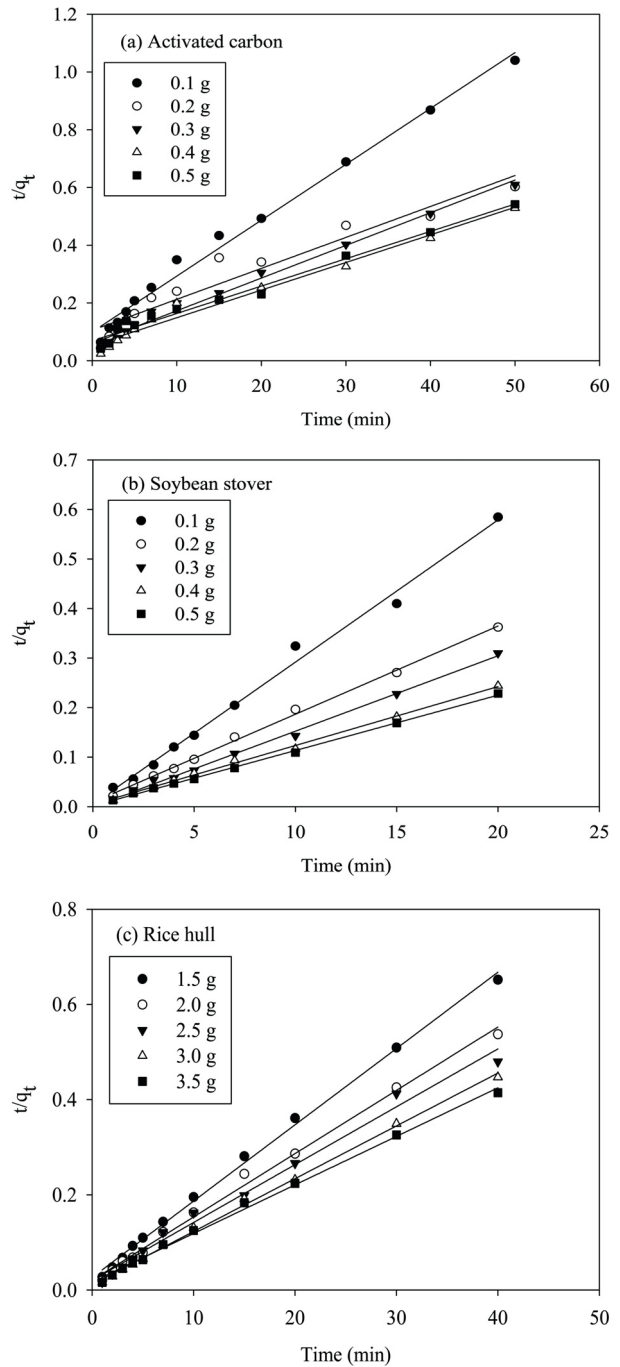 (a) Activated carbon
0.1 g
0.2 g
0.3 g
0.4 g
0.5 g
t/qt
1.2
1.0
0.8
0.6
0.4
0.2
0.0
0 10 20 30 40 50 60
Time (min)
(b) Soybean stover
0.1 g
0.2 g
0.3 g
0.4 g
0.5 g
t/qt
0.7
0.6
0.5
0.4
0.3
0.2
0.1
0.0
0 5 10 15 20 25
Time (min)
(c) Rice hull
1.5 g
2.0 g
2.5 g
3.0 g
3.5 g
t/qt
0.8
0.6
0.4
0.2
0.0
0 10 20 30 40 50
Time (min)